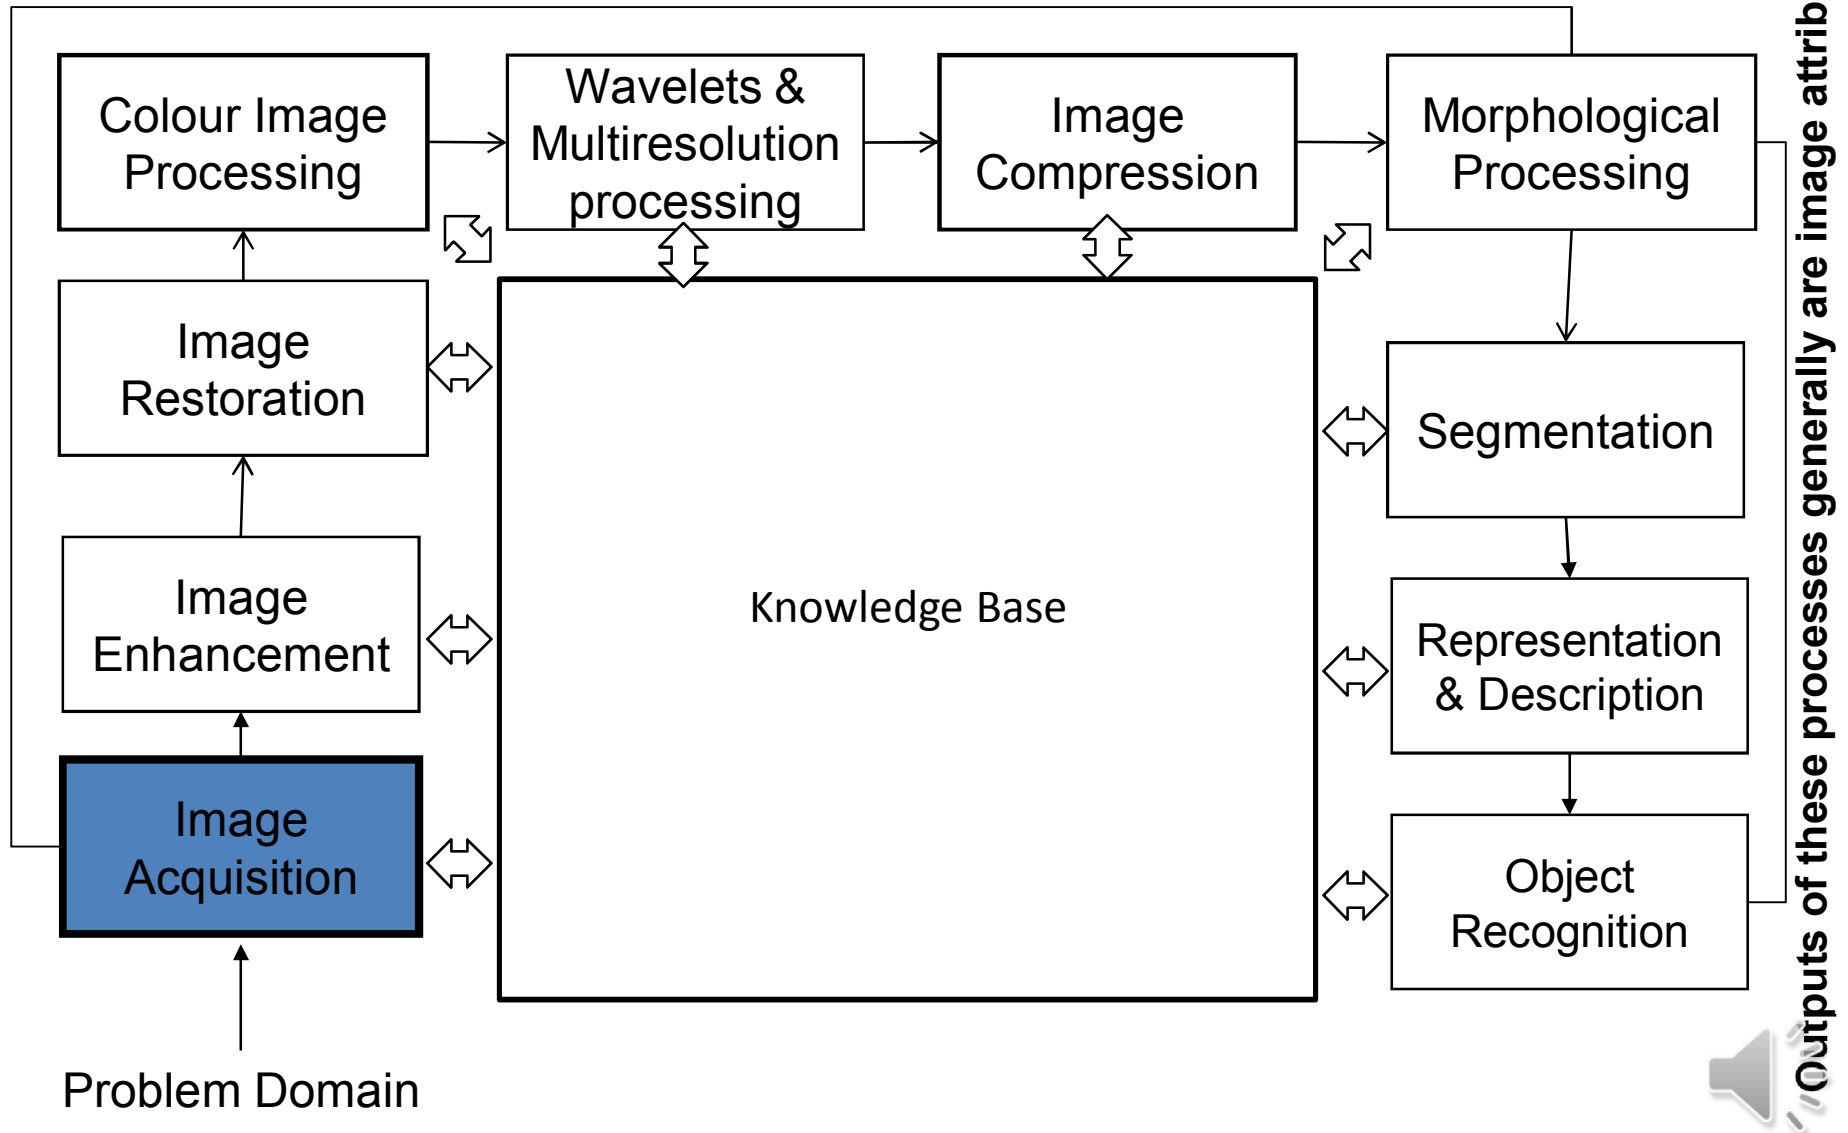 Colour Image
Processing
Wavelets &
Multiresolution
processing
Image
Compression
Morphological
Processing
Image
Restoration
Segmentation
Image
Enhancement
Knowledge Base
Representation
& Description
Image
Acquisition
Object
Recognition
Problem Domain
Outputs of these processes generally are image attrib